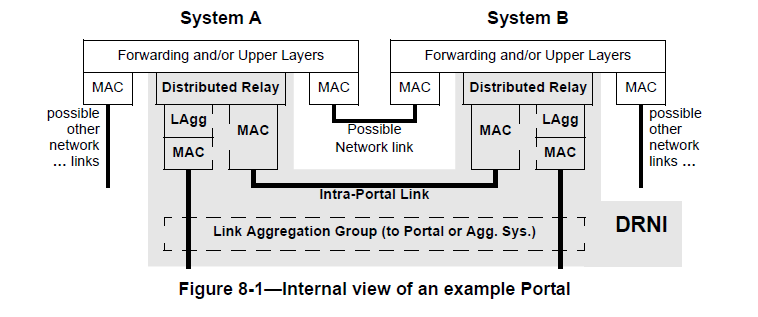 System A
System B
Forwarding and/or Upper Layers
Forwarding and/or Upper Layers
MAC
Distributed Relay
MAC
MAC
Distributed Relay
MAC
possible
other
network
... links
LAgg
MAC
MAC
Possible
Network link
MAC
LAgg
MAC
possible
other
network
links ...
Intra-Portal Link
Link Aggregation Group (to Portal or Agg. Sys.)
DRNI
Figure 8-1—Internal view of an example Portal